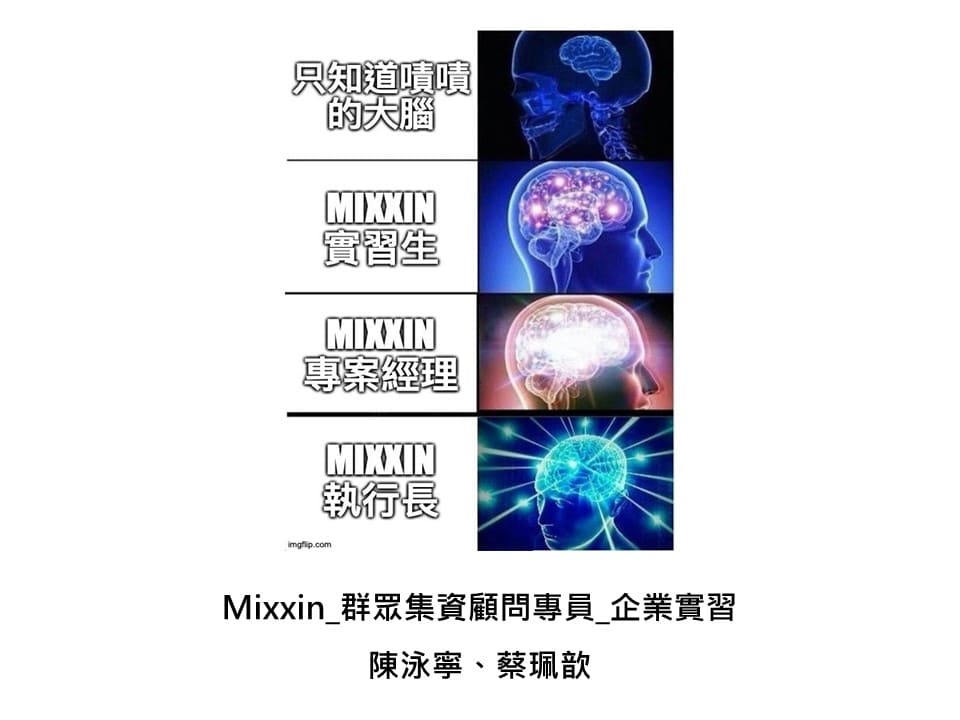 只知道嘖嘖
的大腦
MIXXIN
實習生
MIXXIN
專案經理
MIXXIN
執行長
imgflip.com
Mixxin_群眾集資顧問專員_企業實習
陳泳寧、蔡珮歆